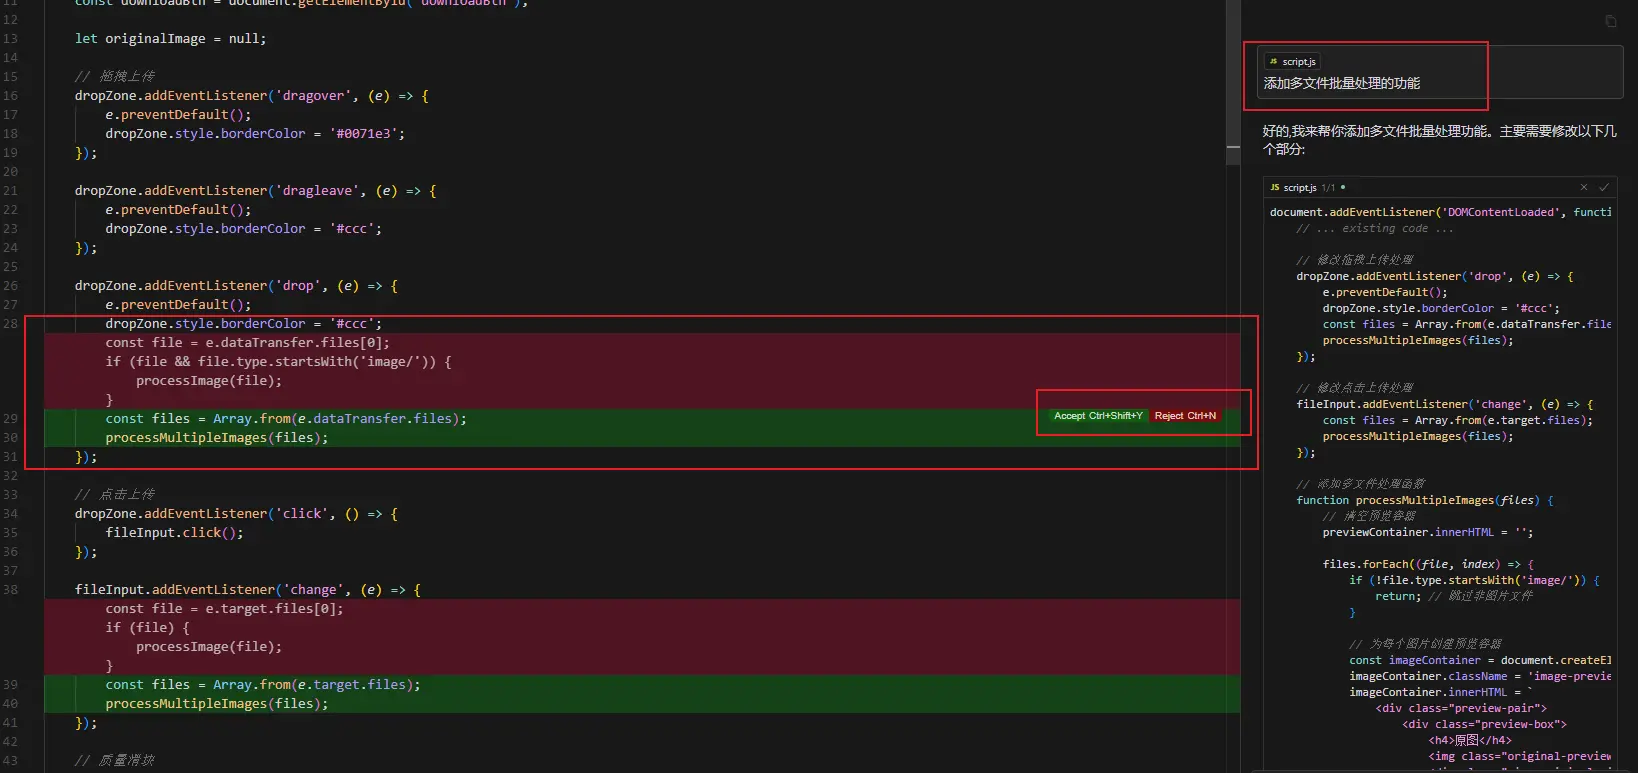 11 const downloadBtn = document.getElementById('downloadBtn');
12
13 let originalImage = null;
14
15 // 拖拽上传
16 dropZone.addEventListener('dragover', (e) => {
17 e.preventDefault();
18 dropZone.style.borderColor = '#0071e3';
19 });
20
21 dropZone.addEventListener('dragleave', (e) => {
22 e.preventDefault();
23 dropZone.style.borderColor = '#ccc';
24 });
25
26 dropZone.addEventListener('drop', (e) => {
27 e.preventDefault();
28 dropZone.style.borderColor = '#ccc';
const file = e.dataTransfer.files[0];
if (file && file.type.startsWith('image/')) {
processImage(file);
}
29 const files = Array.from(e.dataTransfer.files);
Accept Ctrl+Shift+Y Reject Ctrl+N
30 processMultipleImages(files);
31 });
32
33 // 点击上传
34 dropZone.addEventListener('click', () => {
35 fileInput.click();
36 });
37
38 fileInput.addEventListener('change', (e) => {
const file = e.target.files[0];
if (file) {
processImage(file);
}
39 const files = Array.from(e.target.files);
40 processMultipleImages(files);
41 });
42
43 // 质量滑块
JS script.js
添加多文件批量处理的功能
好的,我来帮你添加多文件批量处理功能。主要需要修改以下几
个部分:
JS script.js 1/1
document.addEventListener('DOMContentLoaded', functi
// ... existing code ...
// 修改拖拽上传处理
dropZone.addEventListener('drop', (e) => {
e.preventDefault();
dropZone.style.borderColor = '#ccc';
const files = Array.from(e.dataTransfer.file
processMultipleImages(files);
});
// 修改点击上传处理
fileInput.addEventListener('change', (e) => {
const files = Array.from(e.target.files);
processMultipleImages(files);
});
// 添加多文件处理函数
function processMultipleImages(files) {
// 清空预览容器
previewContainer.innerHTML = '';
files.forEach((file, index) => {
if (!file.type.startsWith('image/')) {
return; // 跳过非图片文件
}
// 为每个图片创建预览容器
const imageContainer = document.createEl
imageContainer.className = 'image-previe
imageContainer.innerHTML = `
<div class="preview-pair">
<div class="preview-box">
<h4>原图</h4>
<img class="original-preview